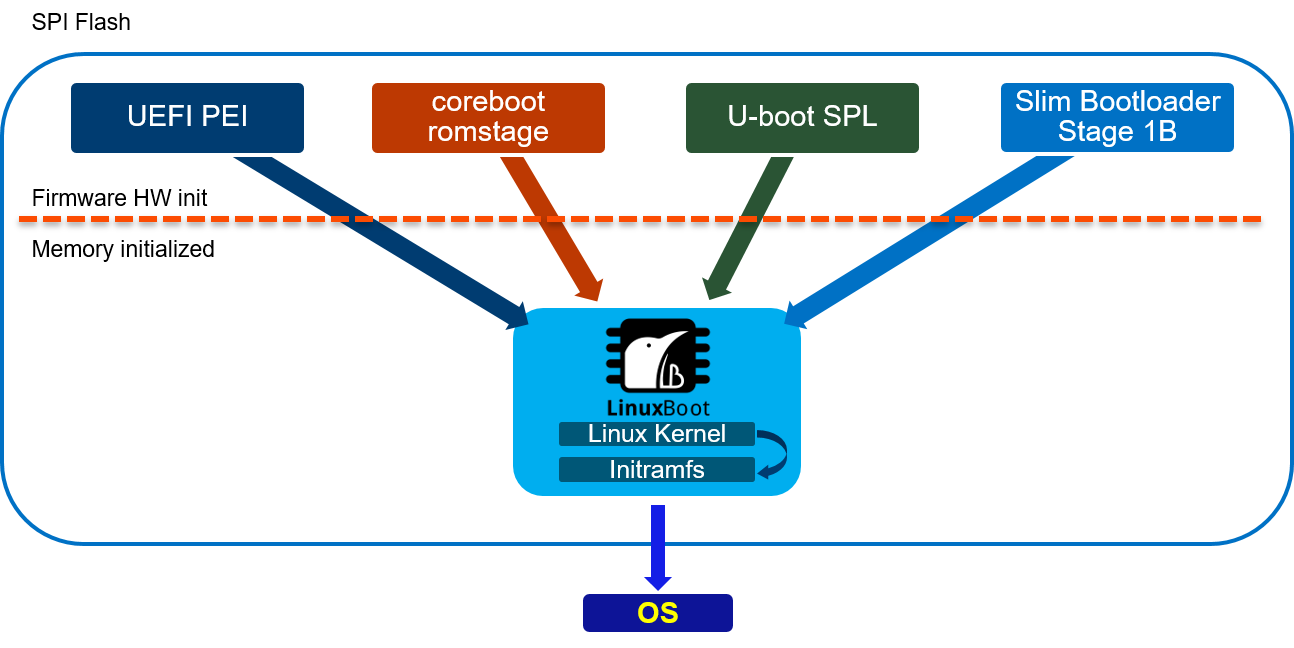 SPI Flash
UEFI PEI
coreboot
romstage
U-boot SPL
Slim Bootloader
Stage 1B
Firmware HW init
Memory initialized
B
LinuxBoot
Linux Kernel
Initramfs
OS